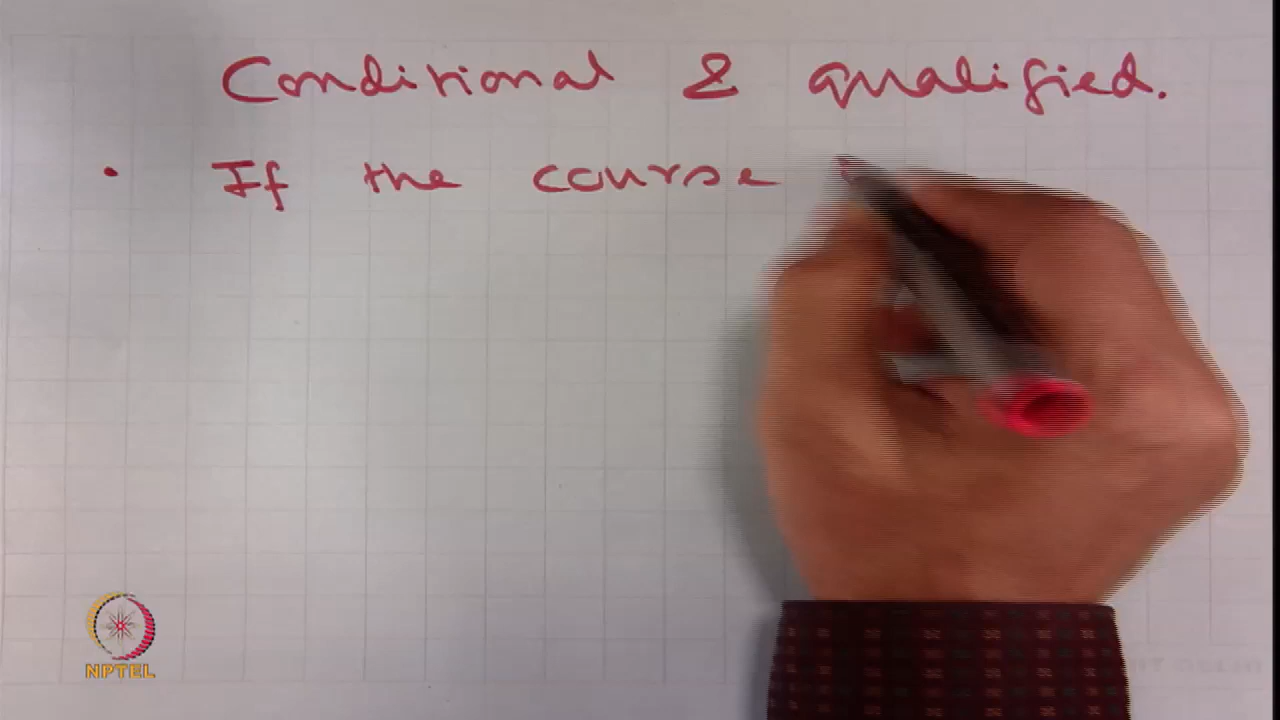 Conditional & qualified.
• If the course
NPTEL